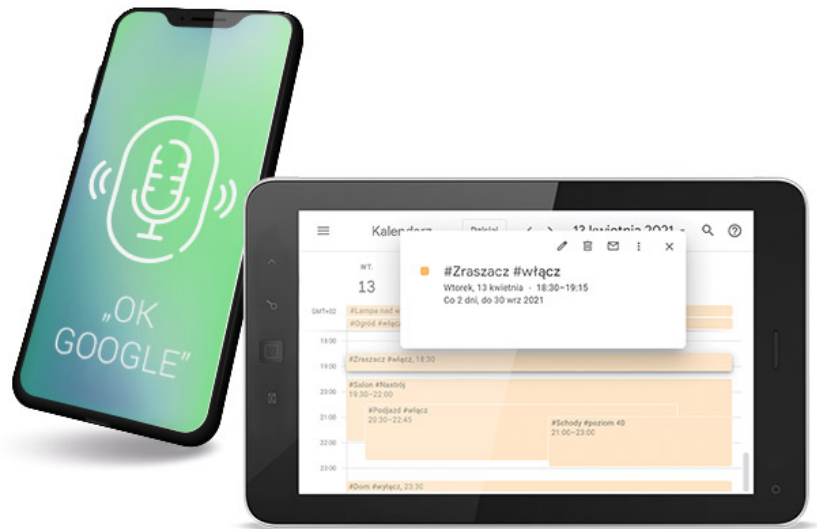 „OK
GOOGLE”
Kalendarz
Dzisiaj
13 kwietnia 2021
WT.
13
#Zraszacz #włącz
Wtorek, 13 kwietnia · 18:30–19:15
Co 2 dni, do 30 wrz 2021
GMT+02
#Lampa nad w
#Ogród #włącz
18:00
#Zraszacz #włącz, 18:30
19:00
#Salon #Nastrój
20:00
19:30–22:00
#Podjazd #włącz
21:00
20:30–22:45
#Schody #poziom 40
21:00–23:00
22:00
23:00
#Dom #wyłącz, 23:30